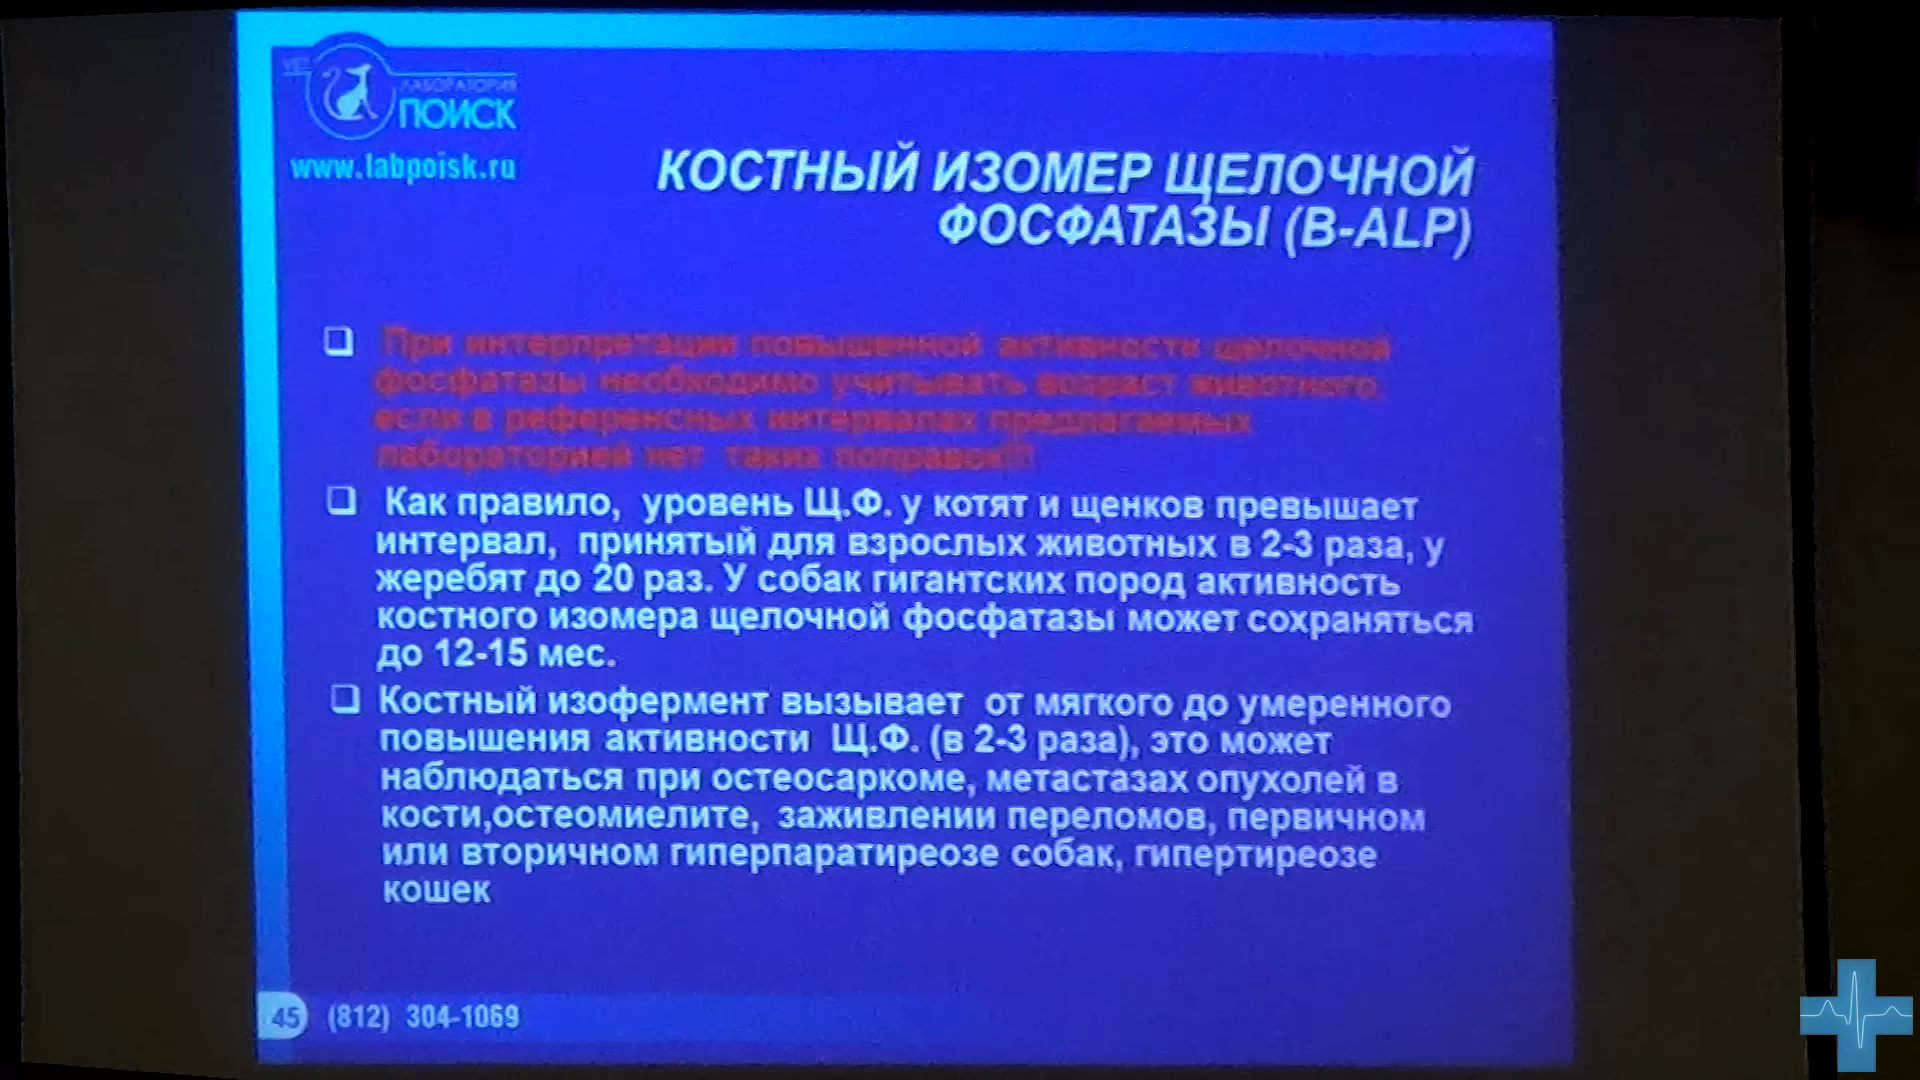 VET
ЛАБОРАТОРИЯ
ПОИСК
www.labpoisk.ru
КОСТНЫЙ ИЗОМЕР ЩЕЛОЧНОЙ
ФОСФАТАЗЫ (B-ALP)
❑ При интерпретации повышенной активности щелочной
фосфатазы необходимо учитывать возраст животного,
если в референсных интервалах предлагаемых
лабораторией нет таких поправок!!!
❑ Как правило, уровень Щ.Ф. у котят и щенков превышает
интервал, принятый для взрослых животных в 2-3 раза, у
жеребят до 20 раз. У собак гигантских пород активность
костного изомера щелочной фосфатазы может сохраняться
до 12-15 мес.
❑ Костный изофермент вызывает от мягкого до умеренного
повышения активности Щ.Ф. (в 2-3 раза), это может
наблюдаться при остеосаркоме, метастазах опухолей в
кости,остеомиелите, заживлении переломов, первичном
или вторичном гиперпаратиреозе собак, гипертиреозе
кошек
45 (812) 304-1069